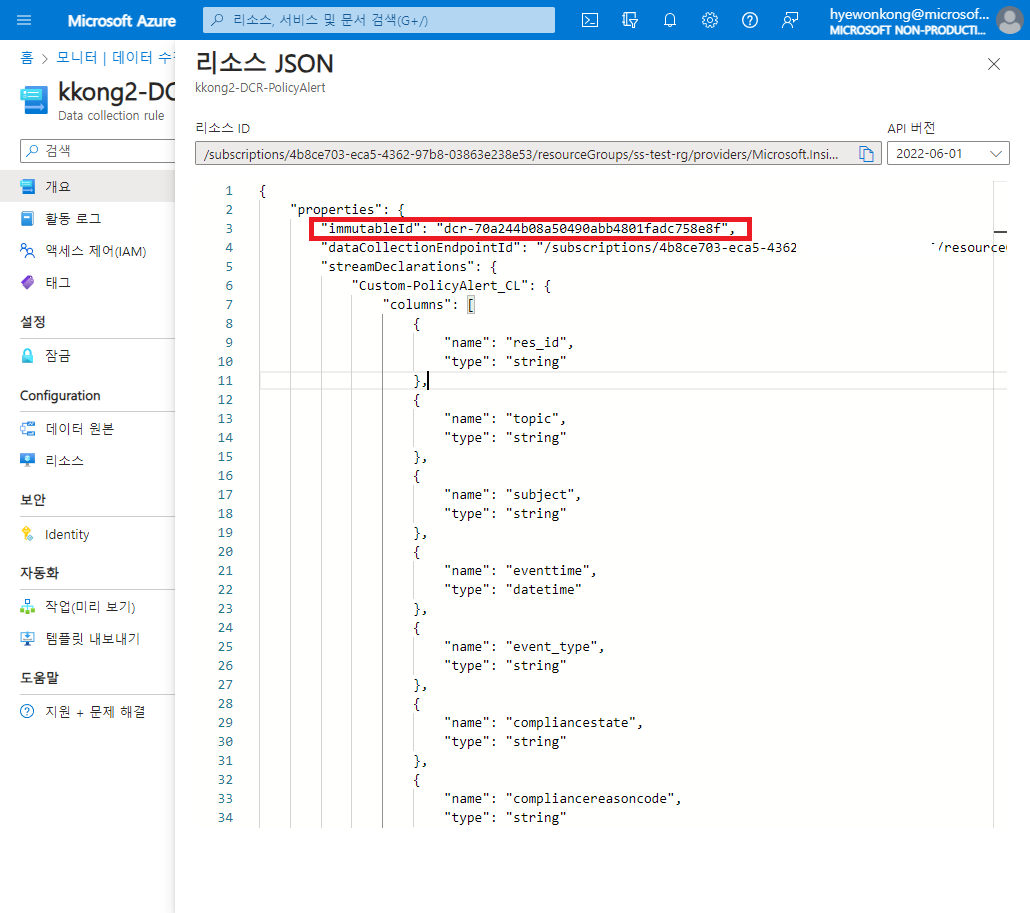 Microsoft Azure
리소스, 서비스 및 문서 검색(G+/)
hyewonkong@microsof...
MICROSOFT NON-PRODUCTI...
홈 > 모니터 | 데이터 수
kkong2-DC
Data collection rule
검색
개요
활동 로그
액세스 제어(IAM)
태그
설정
잠금
Configuration
데이터 원본
리소스
보안
Identity
자동화
작업(미리 보기)
템플릿 내보내기
도움말
지원 + 문제 해결
리소스 JSON
kkong2-DCR-PolicyAlert
리소스 ID
API 버전
/subscriptions/4b8ce703-eca5-4362-97b8-03863e238e53/resourceGroups/ss-test-rg/providers/Microsoft.Insi...
2022-06-01
1 {
2 "properties": {
3 "immutableId": "dcr-70a244b08a50490abb4801fadc758e8f",
4 "dataCollectionEndpointId": "/subscriptions/4b8ce703-eca5-4362 /resource
5 "streamDeclarations": {
6 "Custom-PolicyAlert_CL": {
7 "columns": [
8 {
9 "name": "res_id",
10 "type": "string"
11 },
12 {
13 "name": "topic",
14 "type": "string"
15 },
16 {
17 "name": "subject",
18 "type": "string"
19 },
20 {
21 "name": "eventtime",
22 "type": "datetime"
23 },
24 {
25 "name": "event_type",
26 "type": "string"
27 },
28 {
29 "name": "compliancestate",
30 "type": "string"
31 },
32 {
33 "name": "compliancereasoncode",
34 "type": "string"